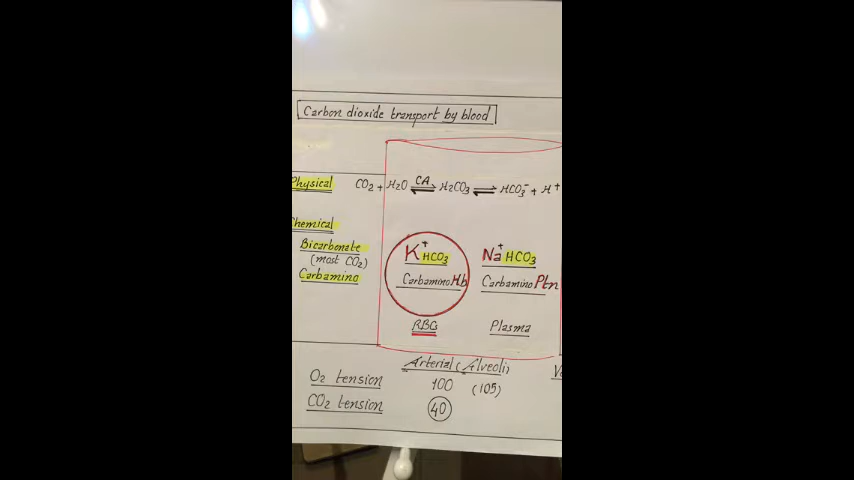 Carbon dioxide transport by blood
Physical CO2 + H2O CA ⇌ H2CO3 ⇌ HCO3- + H+
Chemical
Bicarbonate K+HCO3 Na+HCO3
(most CO2)
Carbamino CarbaminoHb CarbaminoPtn
RBCs Plasma
Arterial (Alveoli)
O2 tension 100 (105)
CO2 tension 40